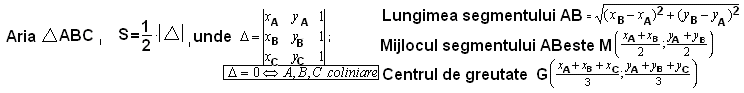 Aria △ABC, S=1/2·|△|, unde Δ= |x_A y_A 1|
|x_B y_B 1|
|x_C y_C 1| ;
Δ = 0 ⇔ A, B, C coliniare
Lungimea segmentului AB = √((x_B−x_A)²+(y_B−y_A)²
Mijlocul segmentului ABeste M((x_A+x_B)/2 ; (y_A+y_B)/2)
Centrul de greutate G((x_A+x_B+x_C)/3 ; (y_A+y_B+y_C)/3)